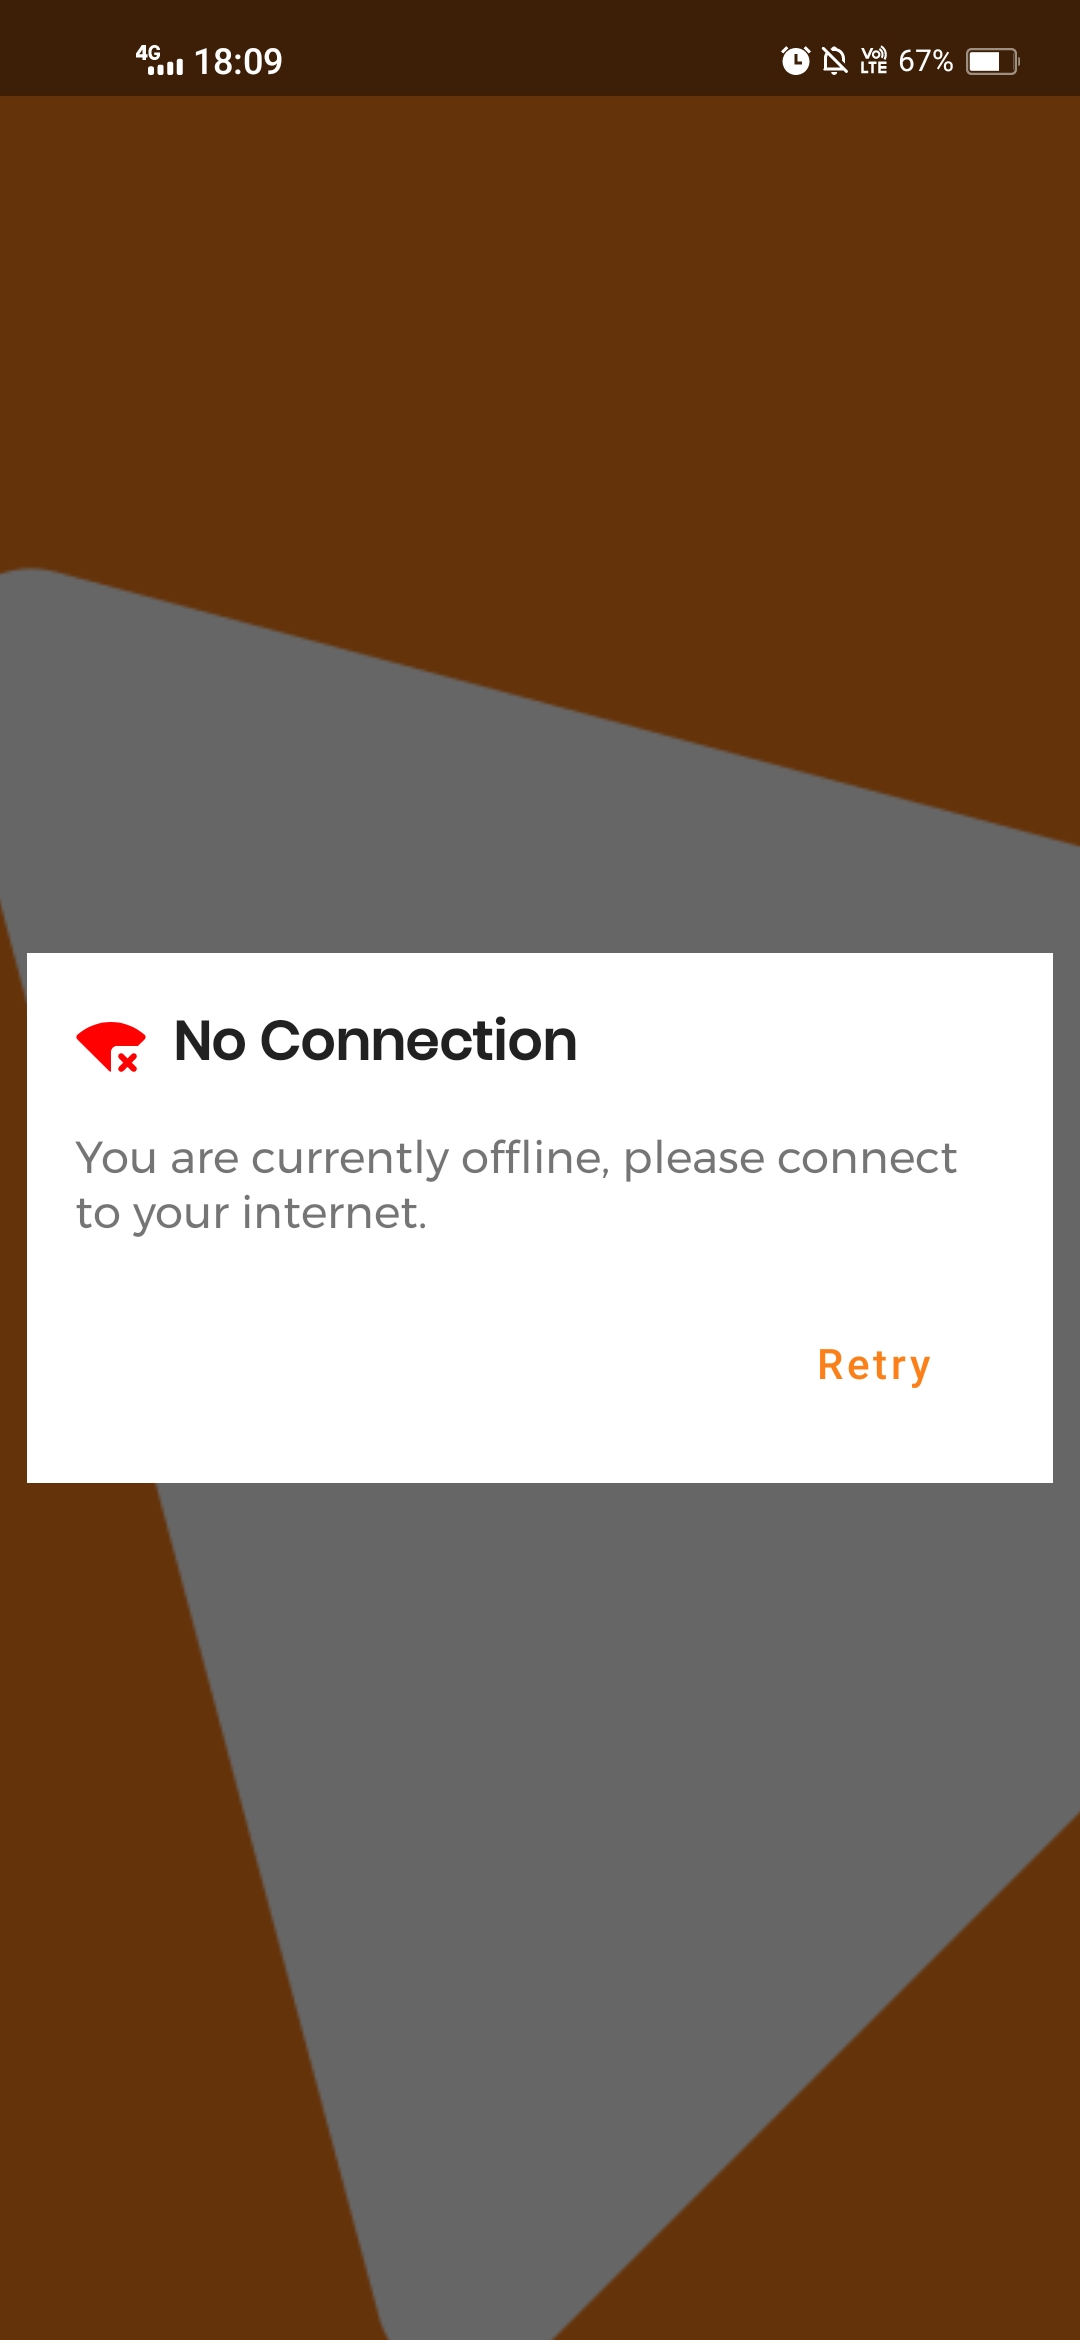 4G 18:09 Vo) LTE 67%
No Connection
You are currently offline, please connect
to your internet.
Retry